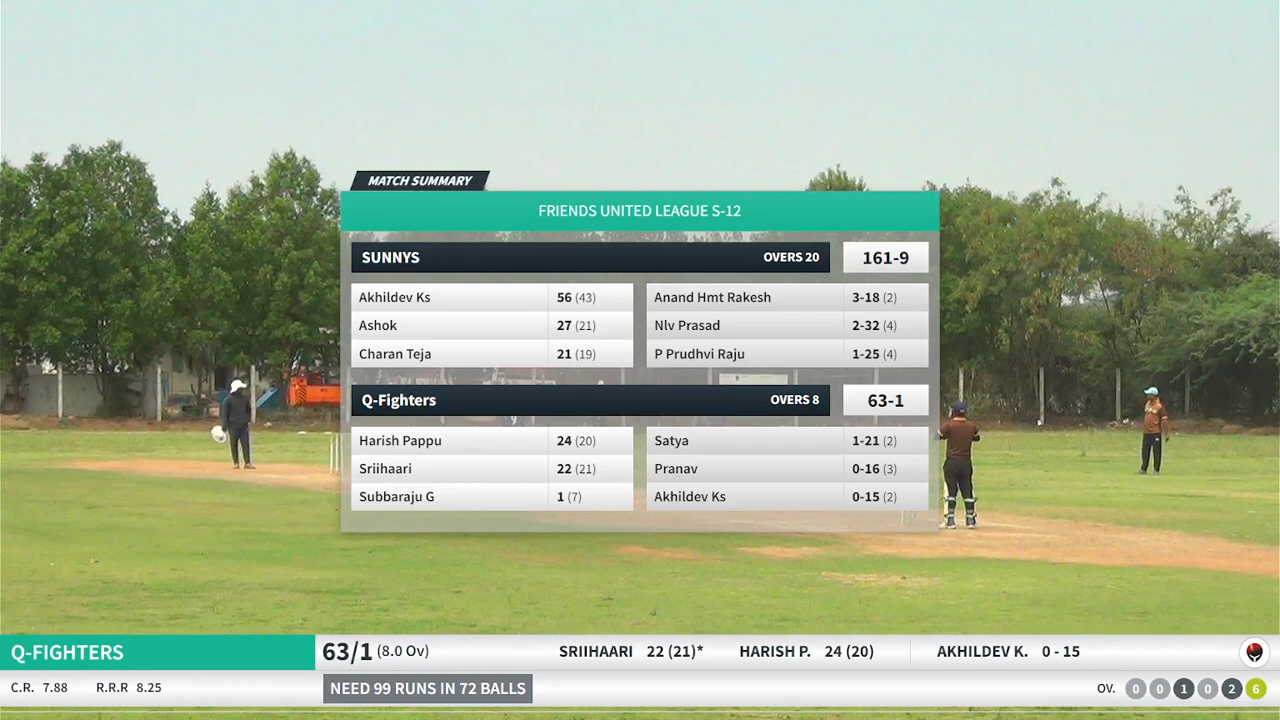 MATCH SUMMARY
FRIENDS UNITED LEAGUE S-12
SUNNYS OVERS 20 161-9
Akhildev Ks 56 (43) Anand Hmt Rakesh 3-18 (2)
Ashok 27 (21) Nlv Prasad 2-32 (4)
Charan Teja 21 (19) P Prudhvi Raju 1-25 (4)
Q-Fighters OVERS 8 63-1
Harish Pappu 24 (20) Satya 1-21 (2)
Sriihaari 22 (21) Pranav 0-16 (3)
Subbaraju G 1 (7) Akhildev Ks 0-15 (2)
Q-FIGHTERS 63/1 (8.0 Ov) SRIIHAARI 22 (21)* HARISH P. 24 (20) AKHILDEV K. 0 - 15
C.R. 7.88 R.R.R 8.25 NEED 99 RUNS IN 72 BALLS OV. 0 0 1 0 2 6